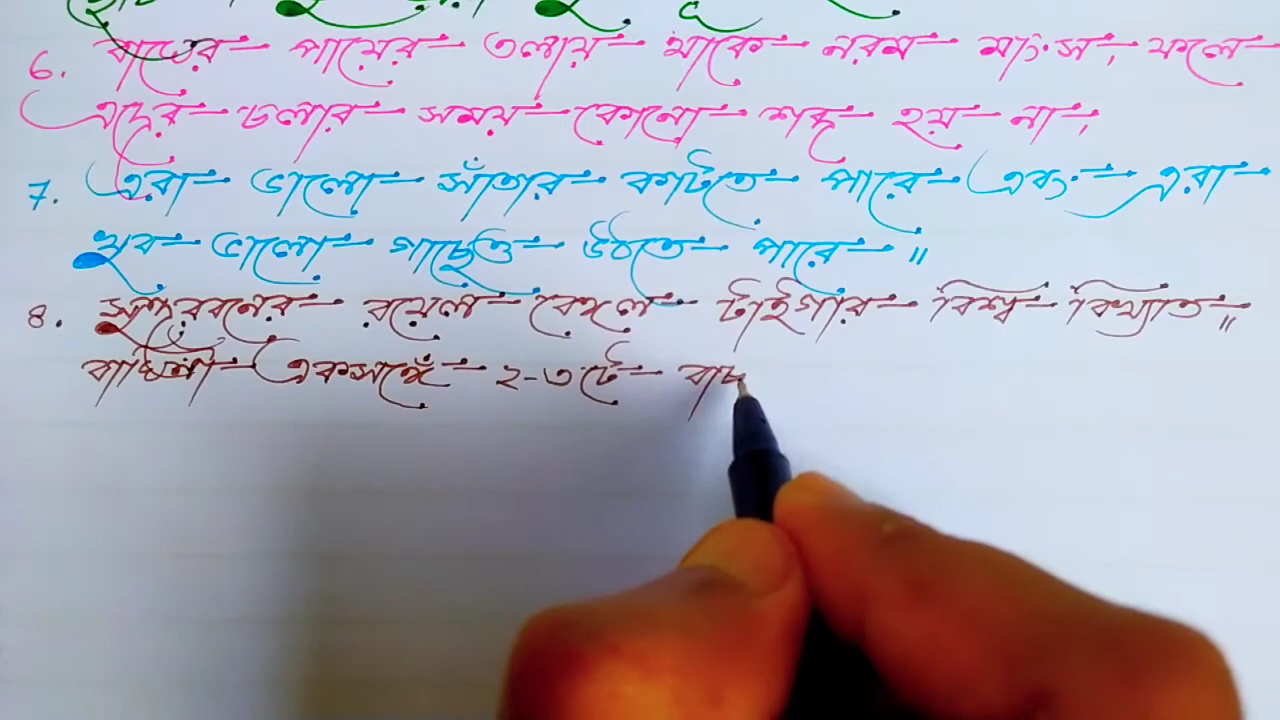 6. বাঘের পায়ের তলায় থাকে নরম মাংস, ফলে
এদের চলার সময় কোনো শব্দ হয় না,
7. এরা ভালো সাঁতার কাটতে পারে এবং এরা
খুব ভালো গাছেও উঠতে পারে॥
8. সুন্দরবনের রয়েল বেঙ্গল টাইগার বিশ্ব বিখ্যাত॥
বাঘিনী একসঙ্গে ২-৩টে বাচ